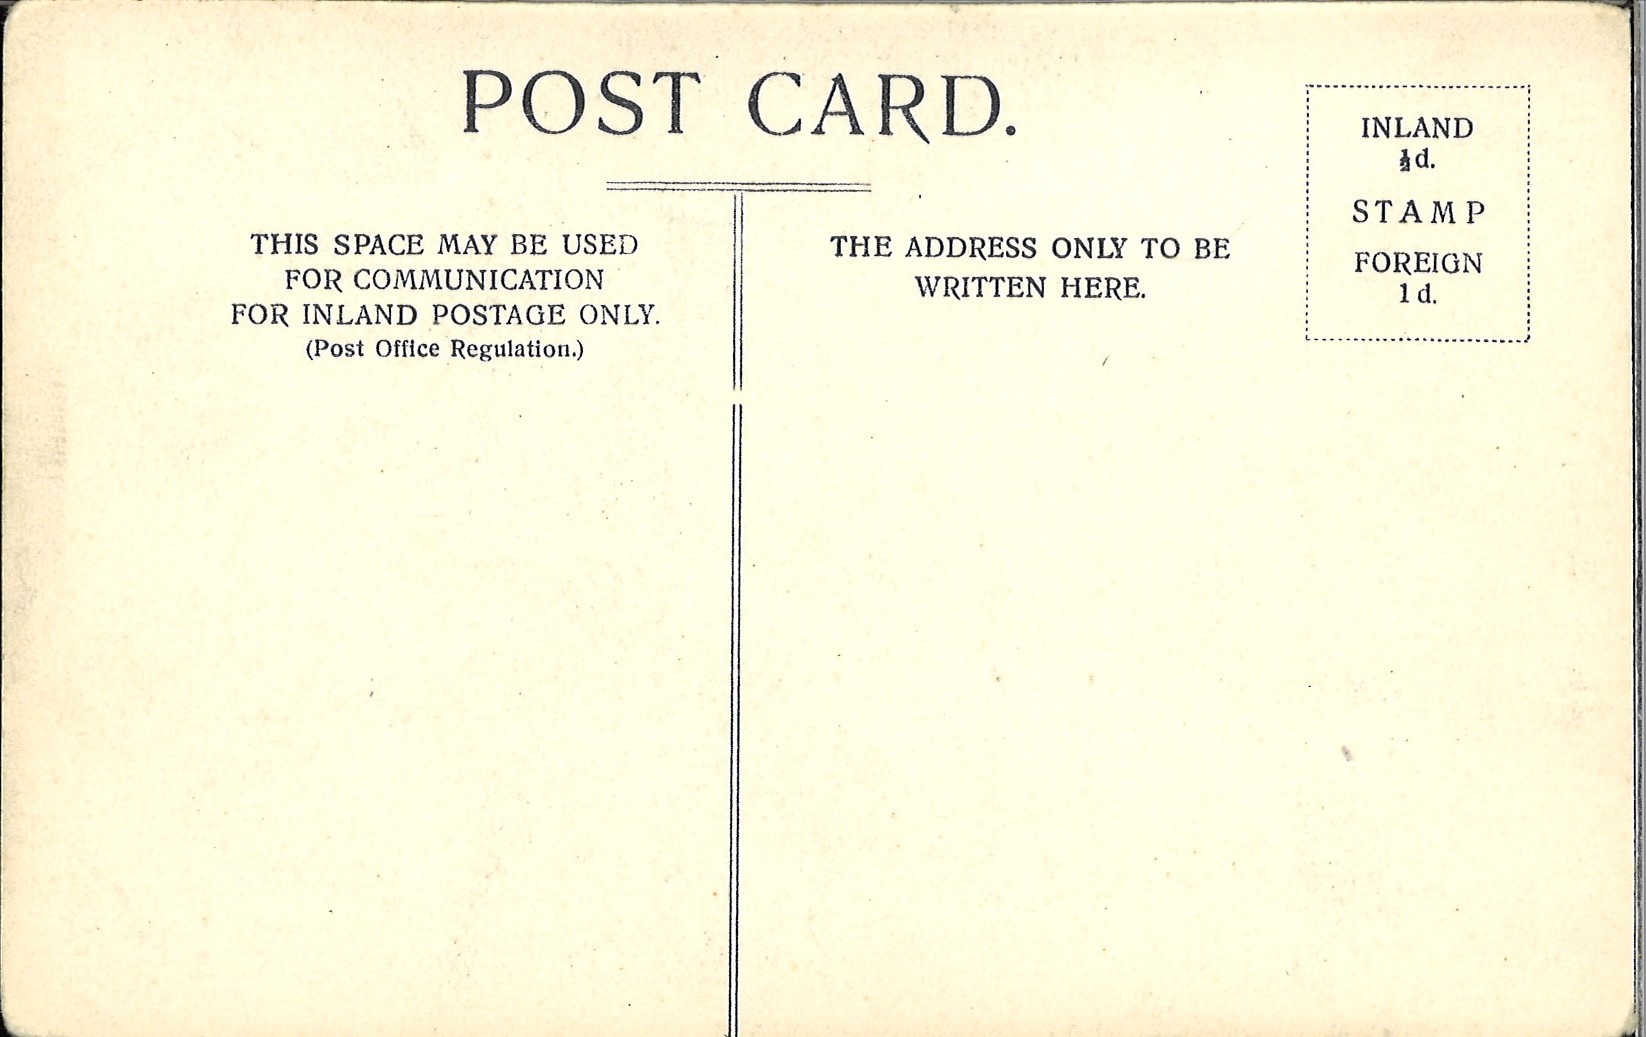 POST CARD.
THIS SPACE MAY BE USED
FOR COMMUNICATION
FOR INLAND POSTAGE ONLY.
(Post Office Regulation.)
THE ADDRESS ONLY TO BE
WRITTEN HERE.
INLAND
½d.
STAMP
FOREIGN
1d.